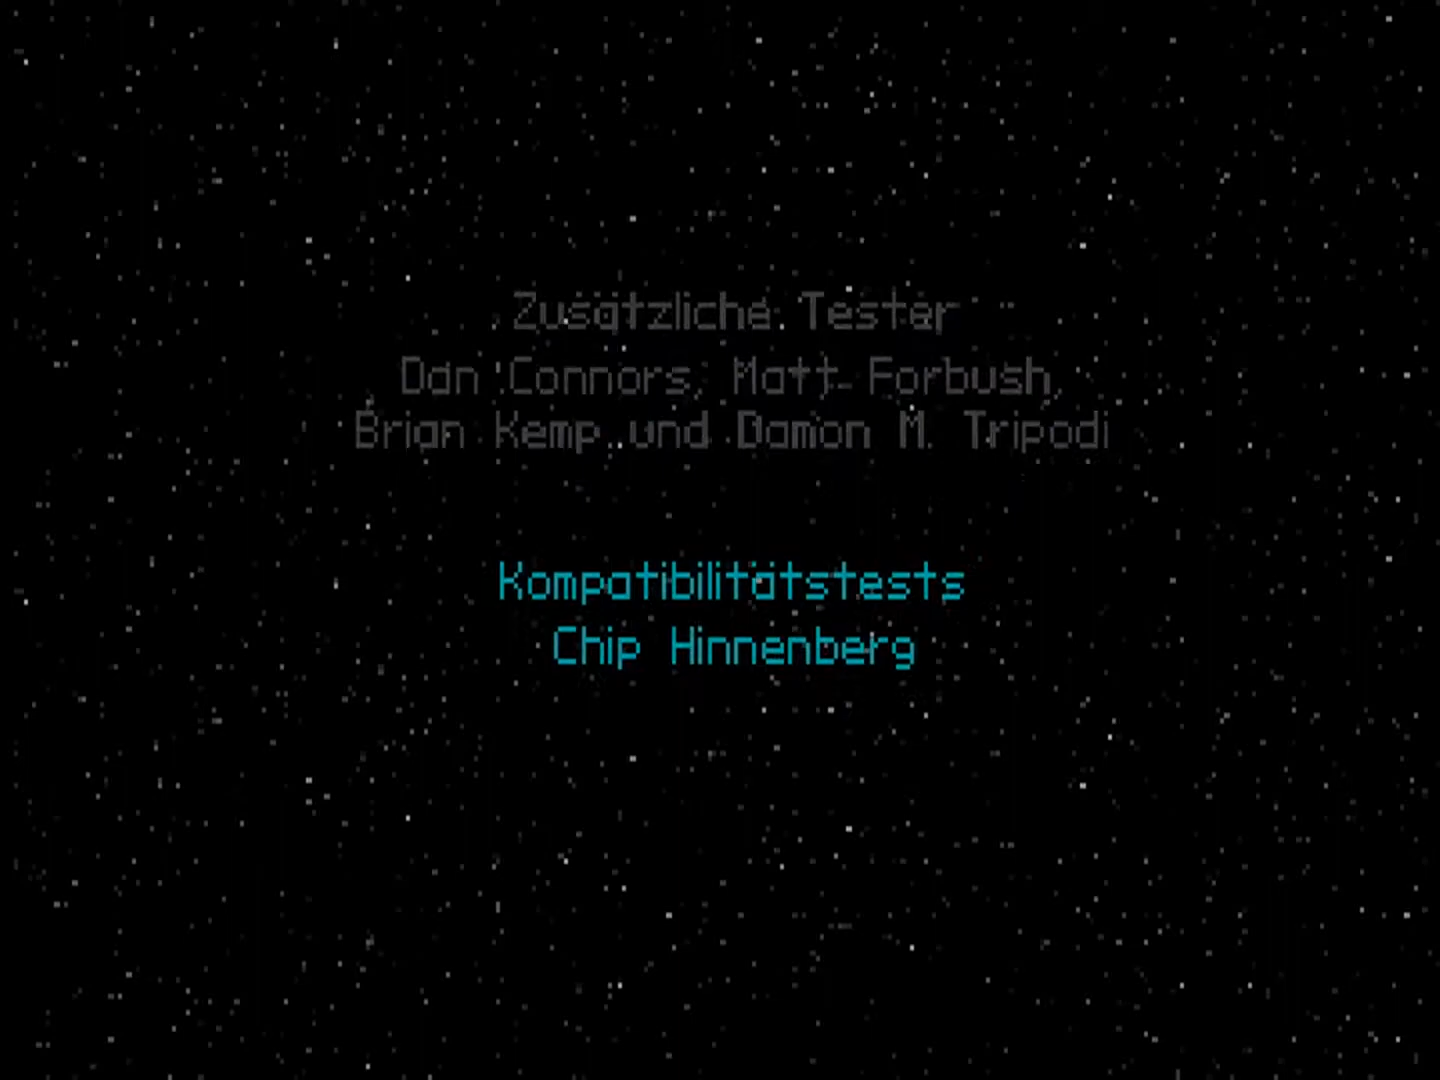 Zusätzliche Tester
Dan Connors, Matt Forbush,
Brian Kemp und Damon M. Tripodi
Kompatibilitätstests
Chip Hinnenberg